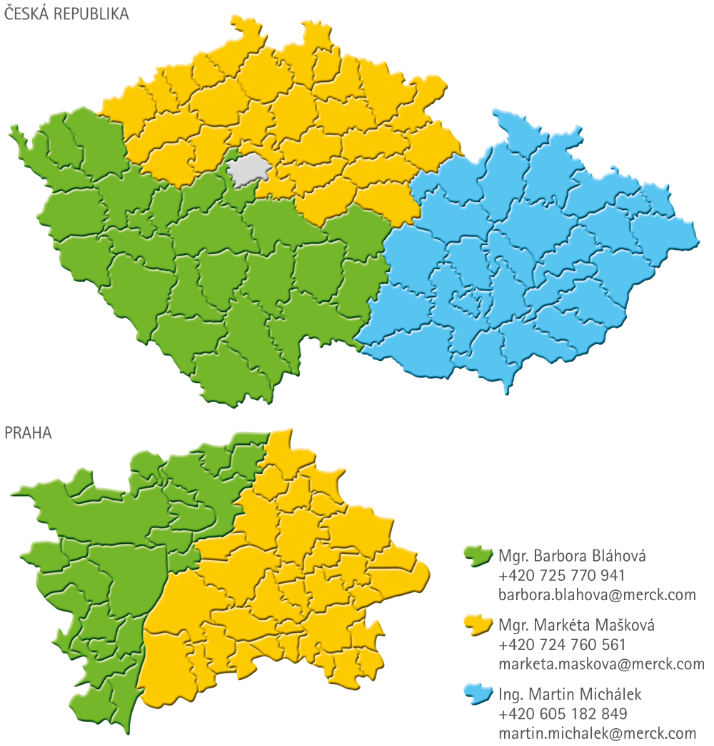 ČESKÁ REPUBLIKA
PRAHA
Mgr. Barbora Bláhová
+420 725 770 941
barbora.blahova@merck.com
Mgr. Markéta Mašková
+420 724 760 561
marketa.maskova@merck.com
Ing. Martin Michálek
+420 605 182 849
martin.michalek@merck.com